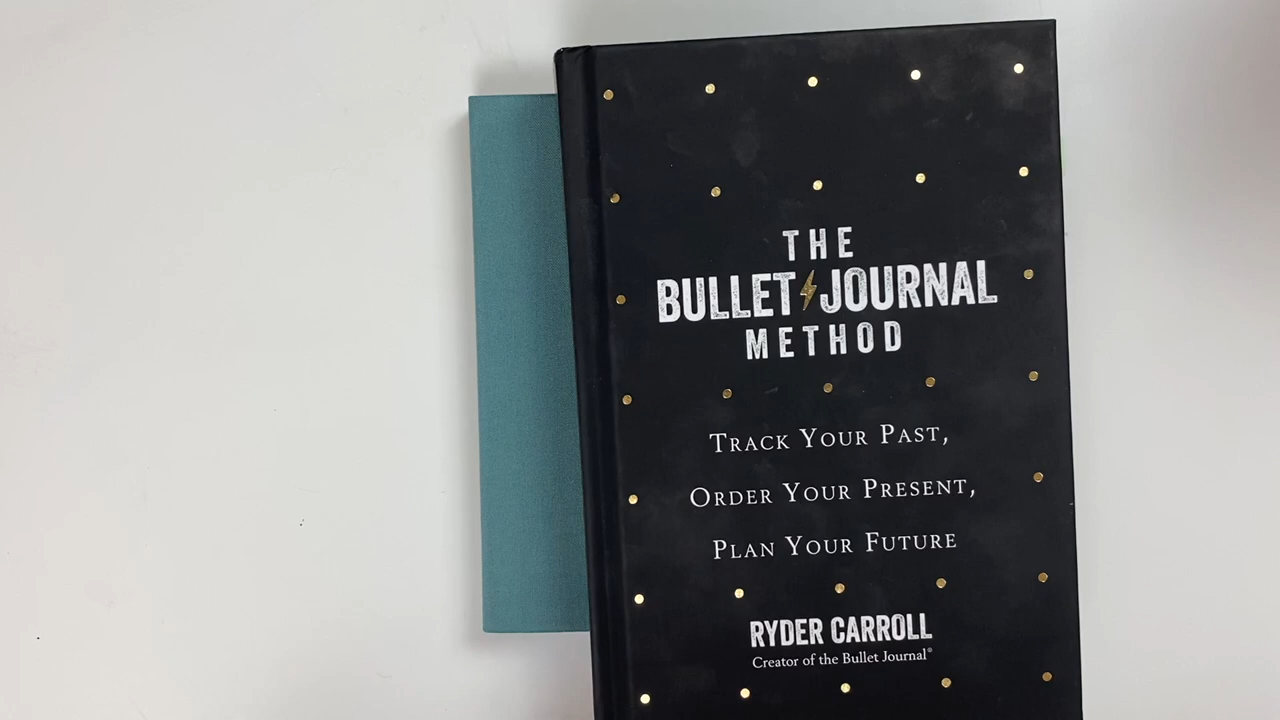 THE
BULLET JOURNAL
METHOD
TRACK YOUR PAST,
ORDER YOUR PRESENT,
PLAN YOUR FUTURE
RYDER CARROLL
Creator of the Bullet Journal®